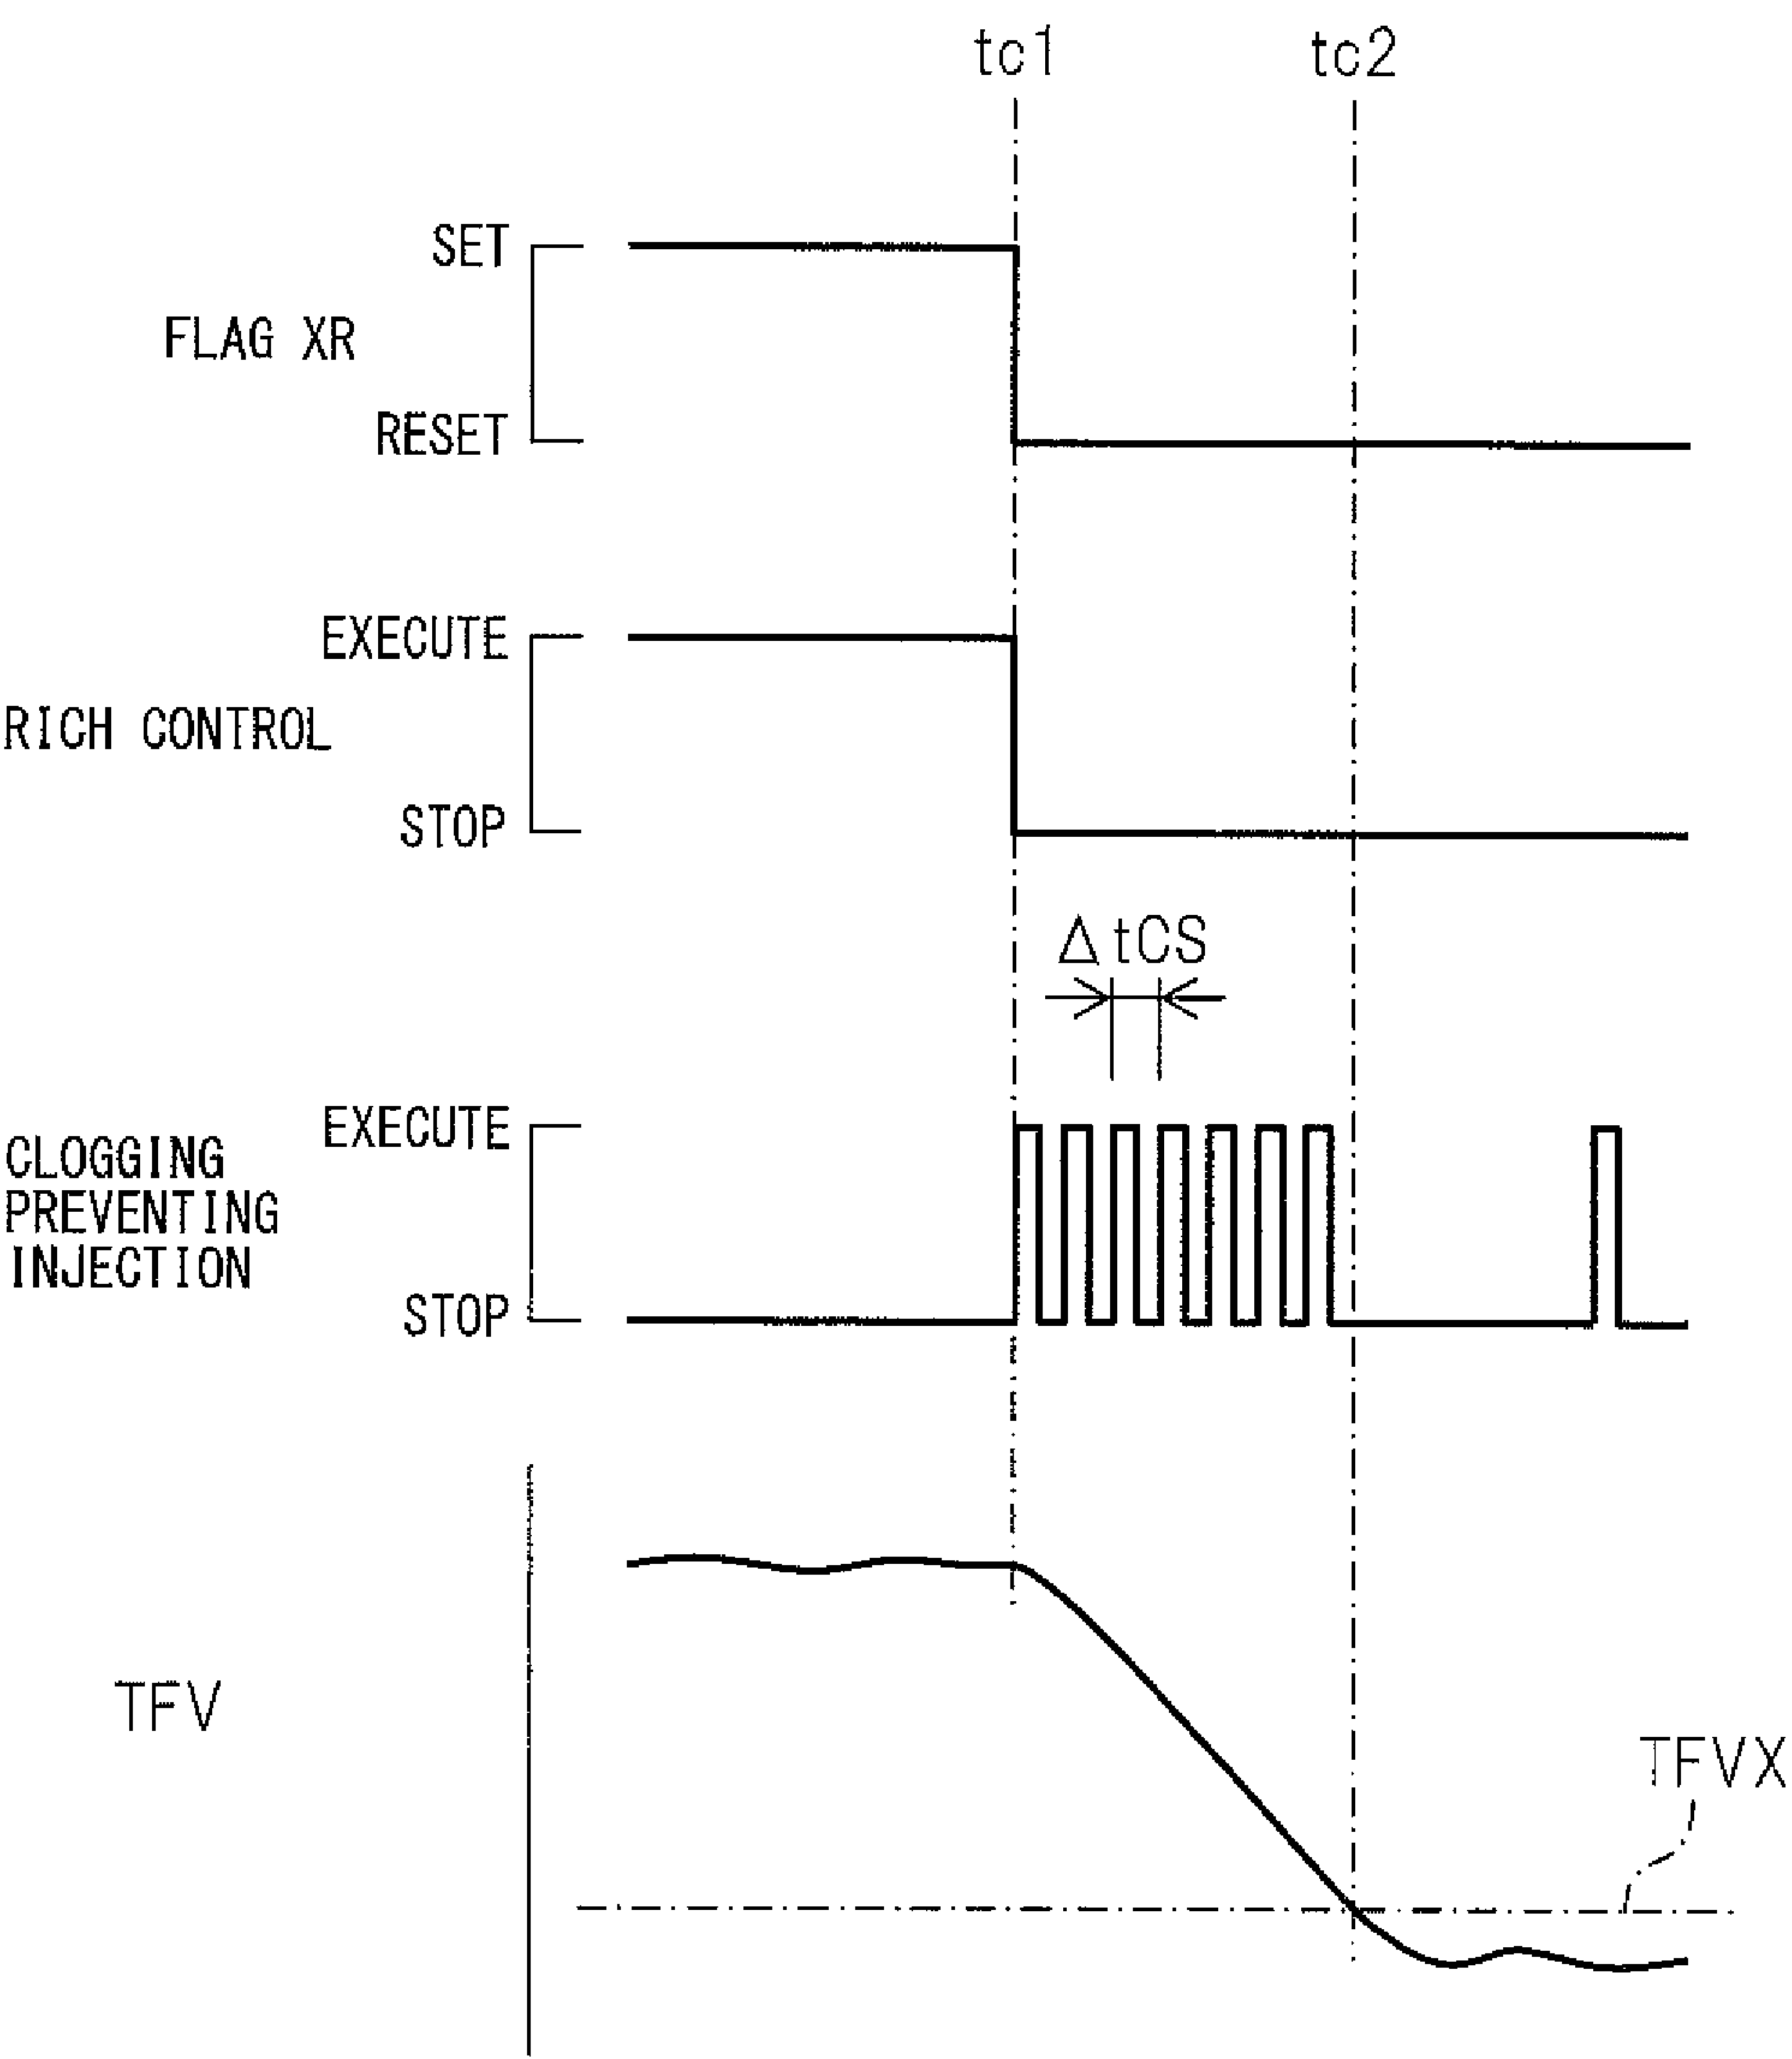 tc1 tc2
SET
FLAG XR
RESET
EXECUTE
RICH CONTROL
STOP
ΔtCS
EXECUTE
CLOGGING
PREVENTING
INJECTION
STOP
TFV
TFVX